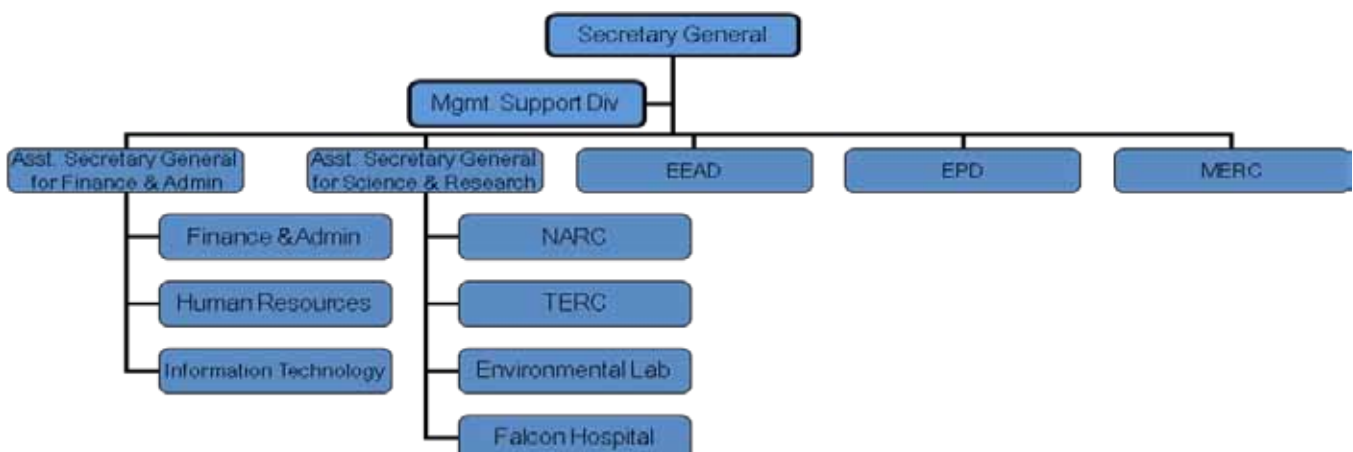 Secretary General
Mgmt. Support Div
Asst. Secretary General
for Finance & Admin
Asst. Secretary General
for Science & Research
EEAD
EPD
MERC
Finance &Admin
Human Resources
Information Technology
NARC
TERC
Environmental Lab
Falcon Hospital